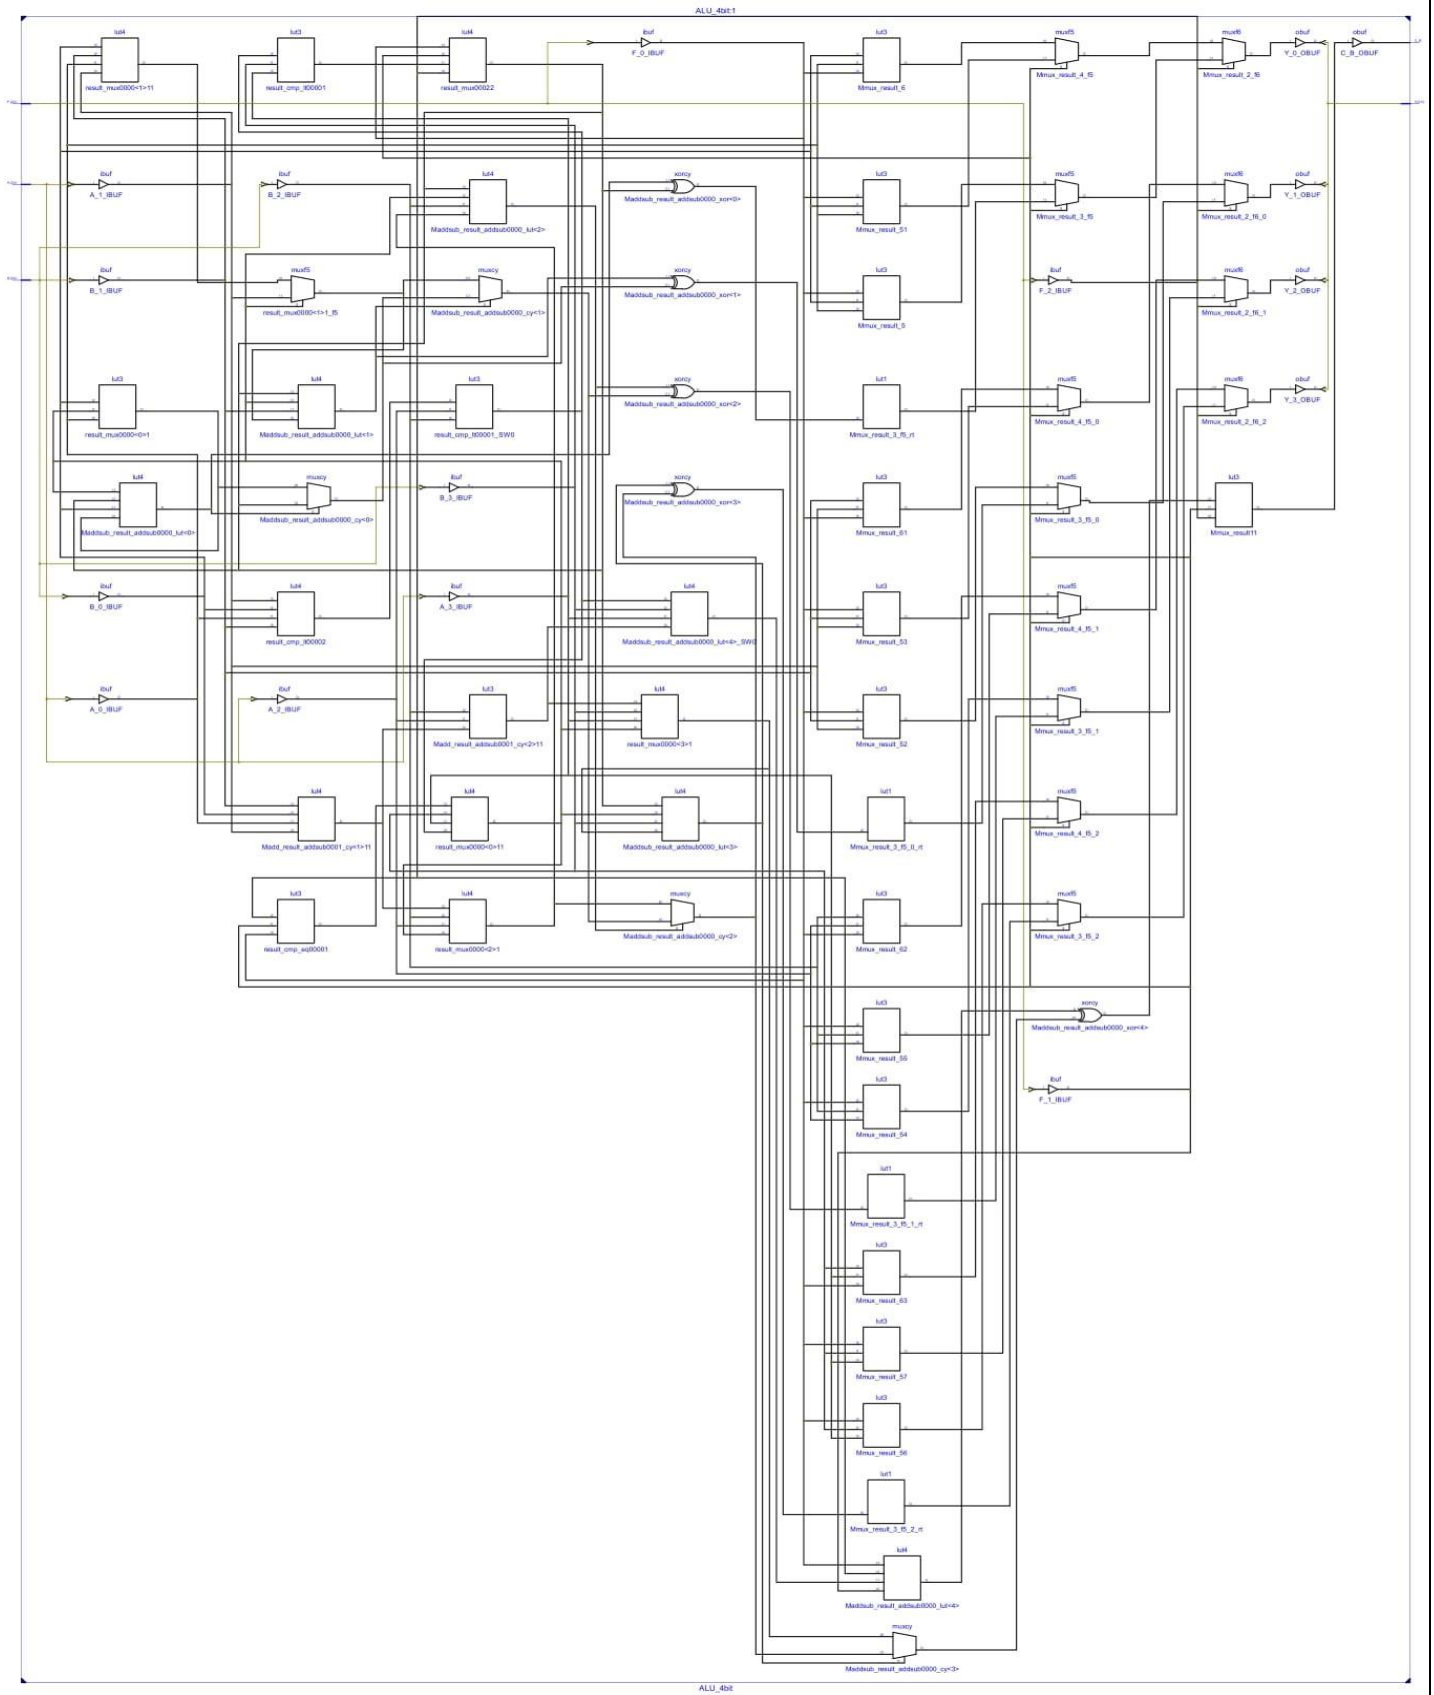 ALU_4bit:1
lut4
lut3
lut4
ibuf
lut3
muxf5
muxf6
obuf
obuf
result_mux0000<1>11
result_cmp_lt00001
result_mux00022
F_0_IBUF
Mmux_result_6
Mmux_result_4_f5
Mmux_result_2_f6
Y_0_OBUF
C_B_OBUF
ibuf
ibuf
lut4
xorcy
lut3
muxf5
muxf6
obuf
A_1_IBUF
B_2_IBUF
Maddsub_result_addsub0000_lut<2>
Maddsub_result_addsub0000_xor<0>
Mmux_result_51
Mmux_result_3_f5
Mmux_result_2_f6_0
Y_1_OBUF
ibuf
muxf5
muxcy
xorcy
lut3
ibuf
muxf6
obuf
B_1_IBUF
result_mux0000<1>1_f5
Maddsub_result_addsub0000_cy<1>
Maddsub_result_addsub0000_xor<1>
Mmux_result_5
F_2_IBUF
Mmux_result_2_f6_1
Y_2_OBUF
lut3
lut4
lut3
xorcy
lut1
muxf5
muxf6
obuf
result_mux0000<0>1
Maddsub_result_addsub0000_lut<1>
result_cmp_lt00001_SW0
Maddsub_result_addsub0000_xor<2>
Mmux_result_3_f5_rt
Mmux_result_4_f5_0
Mmux_result_2_f6_2
Y_3_OBUF
lut4
muxcy
ibuf
xorcy
lut3
muxf5
lut3
Maddsub_result_addsub0000_lut<0>
Maddsub_result_addsub0000_cy<0>
B_3_IBUF
Maddsub_result_addsub0000_xor<3>
Mmux_result_61
Mmux_result_3_f5_0
Mmux_result11
ibuf
lut4
ibuf
lut4
lut3
muxf5
B_0_IBUF
result_cmp_lt00002
A_3_IBUF
Maddsub_result_addsub0000_lut<4>_SW0
Mmux_result_53
Mmux_result_4_f5_1
ibuf
ibuf
lut3
lut4
lut3
muxf5
A_0_IBUF
A_2_IBUF
Madd_result_addsub0001_cy<2>11
result_mux0000<3>1
Mmux_result_52
Mmux_result_3_f5_1
lut4
lut4
lut4
lut1
muxf5
Madd_result_addsub0001_cy<1>11
result_mux0000<0>11
Maddsub_result_addsub0000_lut<3>
Mmux_result_3_f5_0_rt
Mmux_result_4_f5_2
lut3
lut4
muxcy
lut3
muxf5
result_cmp_eq00001
result_mux0000<2>1
Maddsub_result_addsub0000_cy<2>
Mmux_result_62
Mmux_result_3_f5_2
lut3
xorcy
Mmux_result_55
Maddsub_result_addsub0000_xor<4>
lut3
ibuf
Mmux_result_54
F_1_IBUF
lut1
Mmux_result_3_f5_1_rt
lut3
Mmux_result_63
lut3
Mmux_result_57
lut3
Mmux_result_56
lut1
Mmux_result_3_f5_2_rt
lut4
Maddsub_result_addsub0000_lut<4>
muxcy
Maddsub_result_addsub0000_cy<3>
ALU_4bit